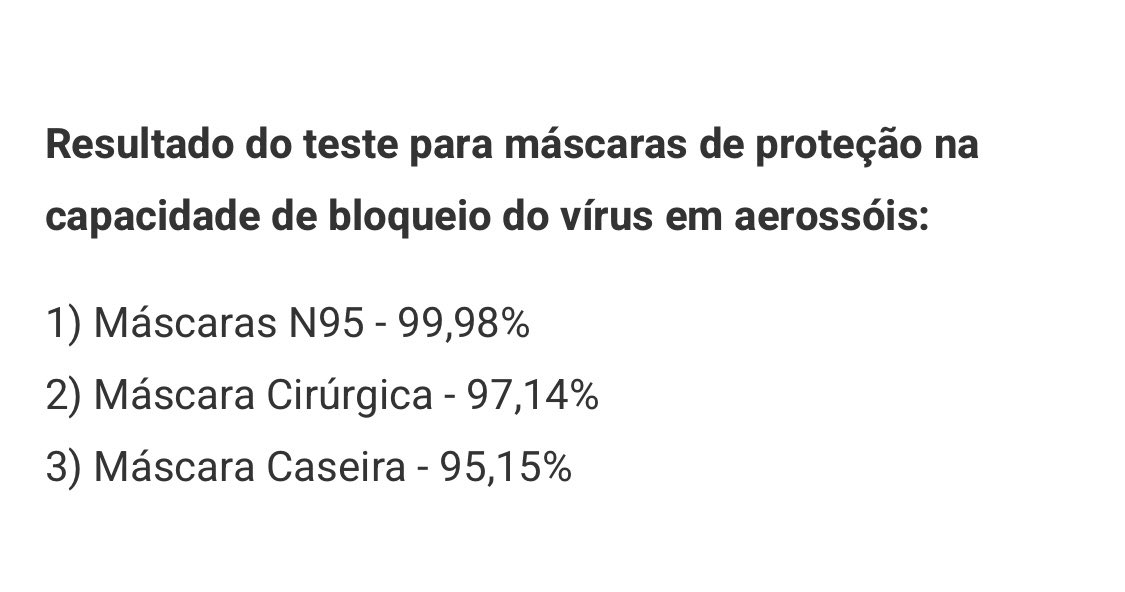 Resultado do teste para máscaras de proteção na
capacidade de bloqueio do vírus em aerossóis:
1) Máscaras N95 - 99,98%
2) Máscara Cirúrgica - 97,14%
3) Máscara Caseira - 95,15%